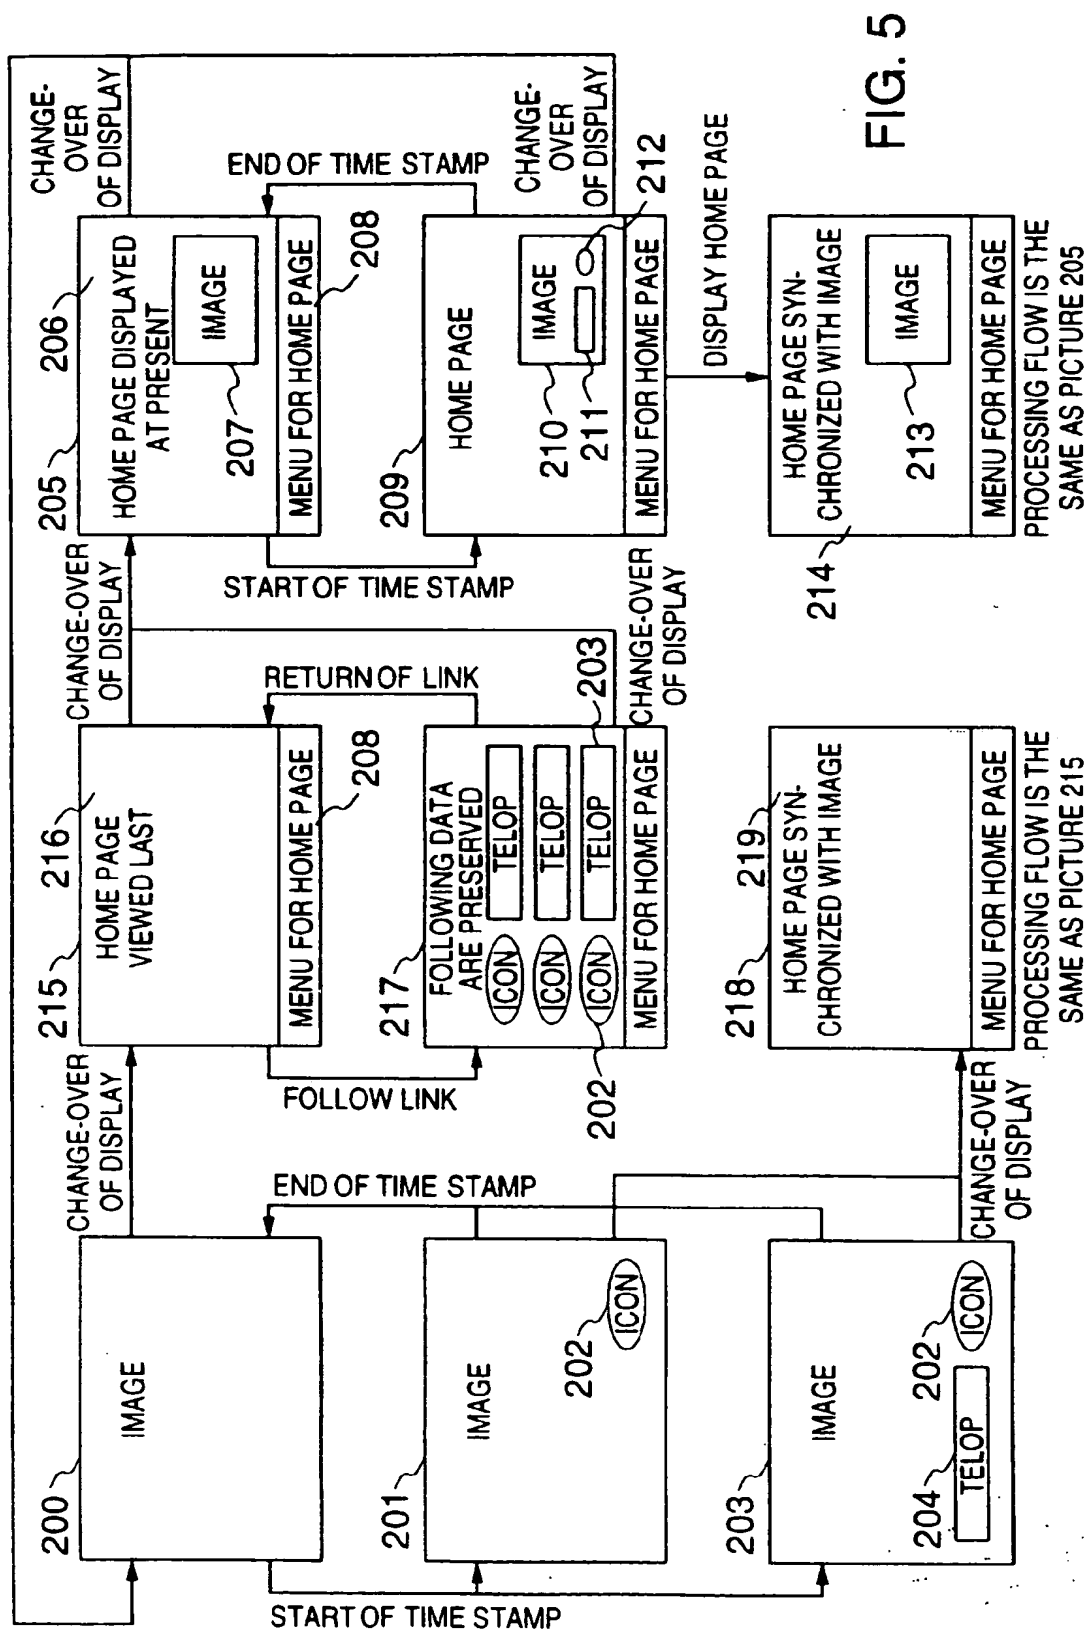 FIG. 5
200
IMAGE
START OF TIME STAMP
END OF TIME STAMP
201
IMAGE
202
ICON
203
IMAGE
204
TELOP
202
ICON
CHANGE-OVER
OF DISPLAY
CHANGE-OVER
OF DISPLAY
215
216
HOME PAGE
VIEWED LAST
MENU FOR HOME PAGE
208
FOLLOW LINK
RETURN OF LINK
217
FOLLOWING DATA
ARE PRESERVED
ICON
TELOP
ICON
TELOP
ICON
TELOP
202
203
MENU FOR HOME PAGE
218
219
HOME PAGE SYN-
CHRONIZED WITH IMAGE
MENU FOR HOME PAGE
PROCESSING FLOW IS THE
SAME AS PICTURE 215
CHANGE-OVER
OF DISPLAY
CHANGE-OVER
OF DISPLAY
205
206
HOME PAGE DISPLAYED
AT PRESENT
207
IMAGE
MENU FOR HOME PAGE
208
START OF TIME STAMP
END OF TIME STAMP
CHANGE-
OVER
OF DISPLAY
209
HOME PAGE
210
IMAGE
211
212
MENU FOR HOME PAGE
CHANGE-
OVER
OF DISPLAY
DISPLAY HOME PAGE
214
HOME PAGE SYN-
CHRONIZED WITH IMAGE
213
IMAGE
MENU FOR HOME PAGE
PROCESSING FLOW IS THE
SAME AS PICTURE 205